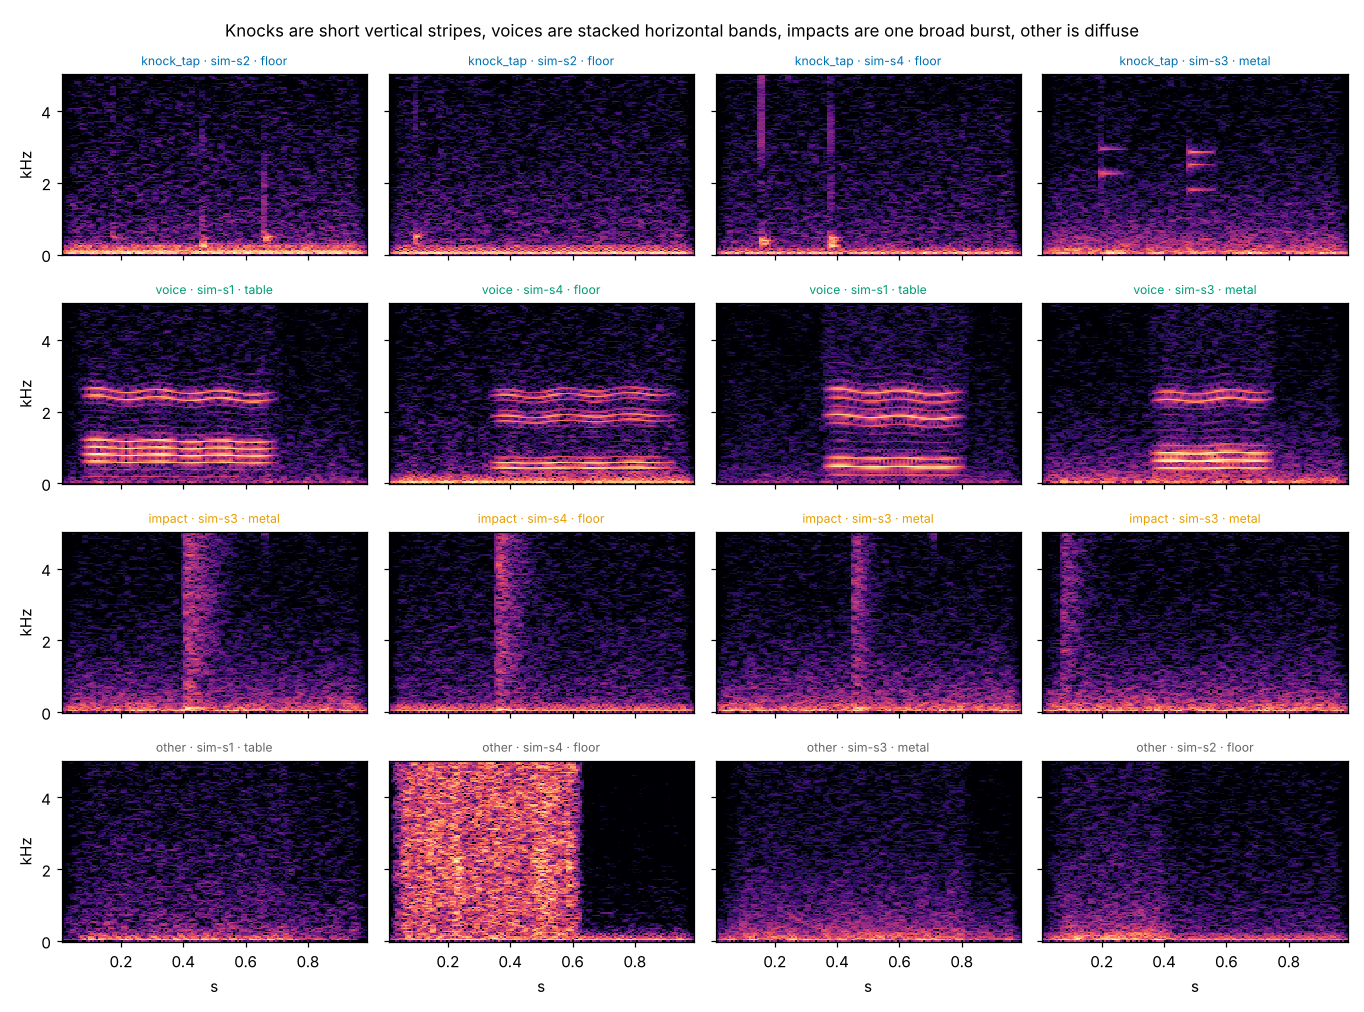 Knocks are short vertical stripes, voices are stacked horizontal bands, impacts are one broad burst, other is diffuse
knock_tap · sim-s2 · floor
knock_tap · sim-s2 · floor
knock_tap · sim-s4 · floor
knock_tap · sim-s3 · metal
4
2
0
kHz
voice · sim-s1 · table
voice · sim-s4 · floor
voice · sim-s1 · table
voice · sim-s3 · metal
4
2
0
kHz
impact · sim-s3 · metal
impact · sim-s4 · floor
impact · sim-s3 · metal
impact · sim-s3 · metal
4
2
0
kHz
other · sim-s1 · table
other · sim-s4 · floor
other · sim-s3 · metal
other · sim-s2 · floor
4
2
0
kHz
0.2 0.4 0.6 0.8
0.2 0.4 0.6 0.8
0.2 0.4 0.6 0.8
0.2 0.4 0.6 0.8
s
s
s
s